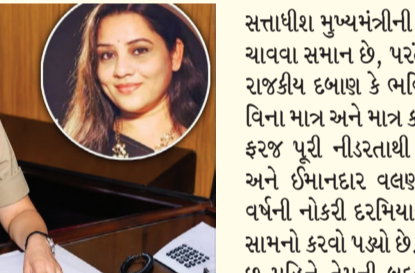 સત્તાધીશ મુખ્યમંત્રીની
ચાવવા સમાન છે, પર
રાજકીય દબાણ કે ભ
વિના માત્ર અને માત્ર ક
ફરજ પૂરી નીડરતાથી
અને ઈમાનદાર વલણ
વર્ષની નોકરી દરમિયા
સામનો કરવો પડ્યો છે.